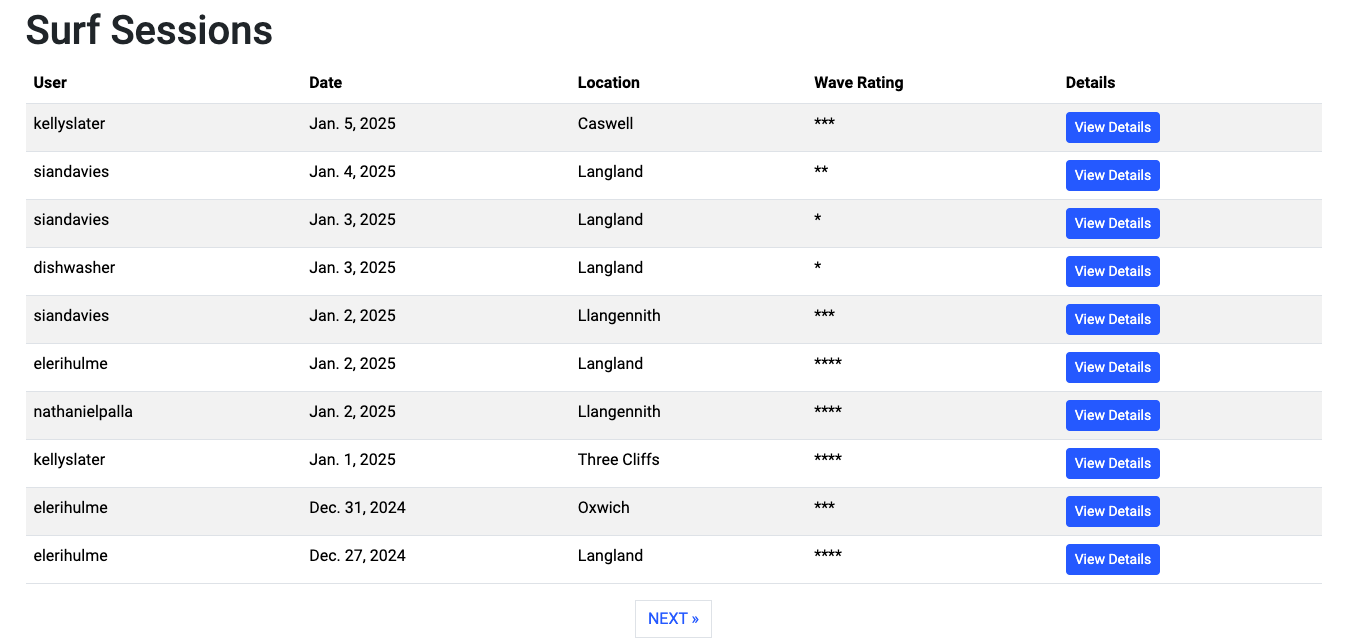 Surf Sessions
User Date Location Wave Rating Details
kellyslater Jan. 5, 2025 Caswell *** View Details
siandavies Jan. 4, 2025 Langland ** View Details
siandavies Jan. 3, 2025 Langland * View Details
dishwasher Jan. 3, 2025 Langland * View Details
siandavies Jan. 2, 2025 Llangennith *** View Details
elerihulme Jan. 2, 2025 Langland **** View Details
nathanielpalla Jan. 2, 2025 Llangennith **** View Details
kellyslater Jan. 1, 2025 Three Cliffs **** View Details
elerihulme Dec. 31, 2024 Oxwich *** View Details
elerihulme Dec. 27, 2024 Langland **** View Details
NEXT »